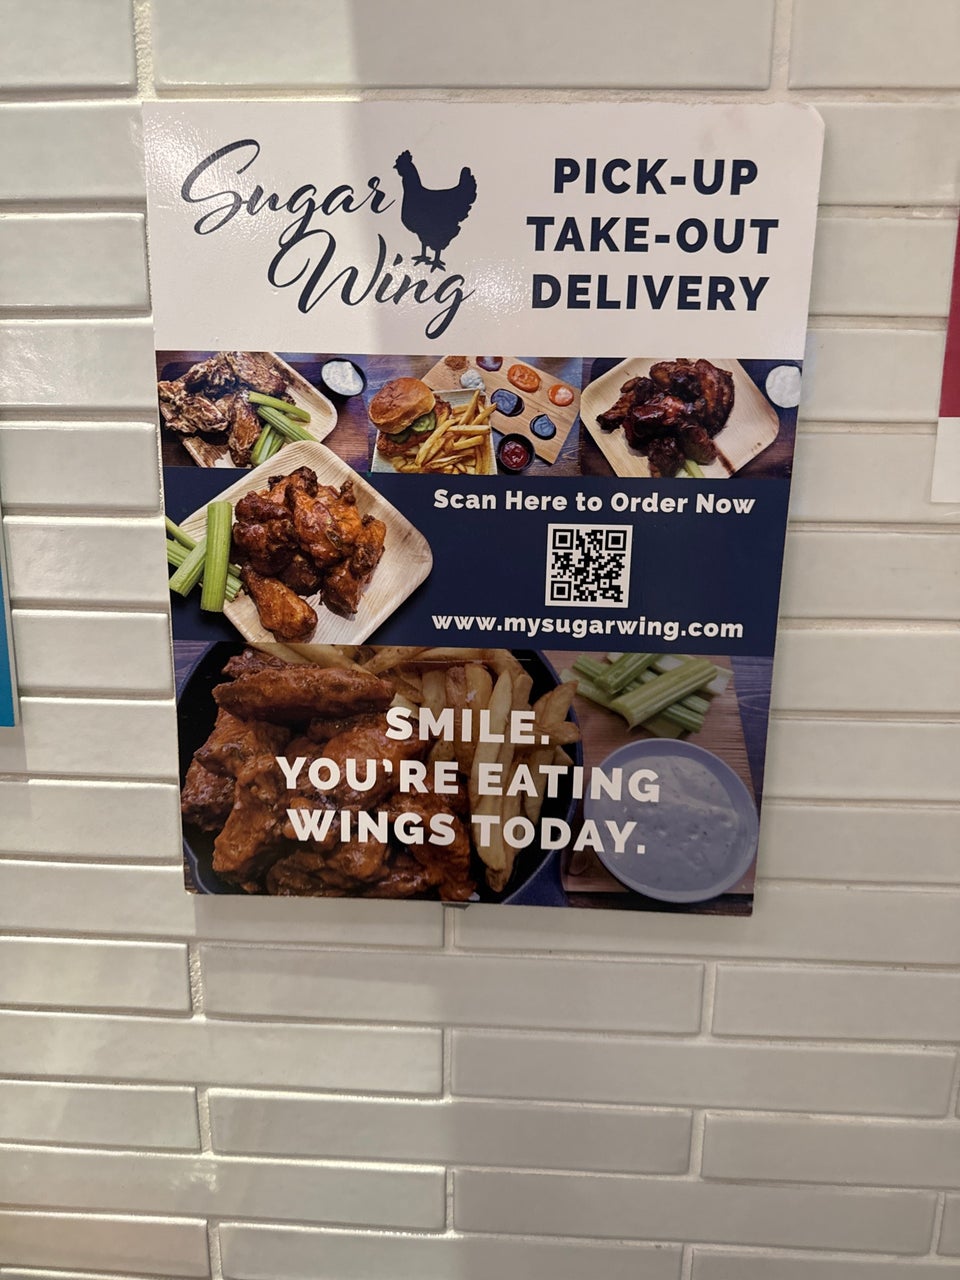 Sugar
Wing
PICK-UP
TAKE-OUT
DELIVERY
Scan Here to Order Now
www.mysugarwing.com
SMILE.
YOU'RE EATING
WINGS TODAY.